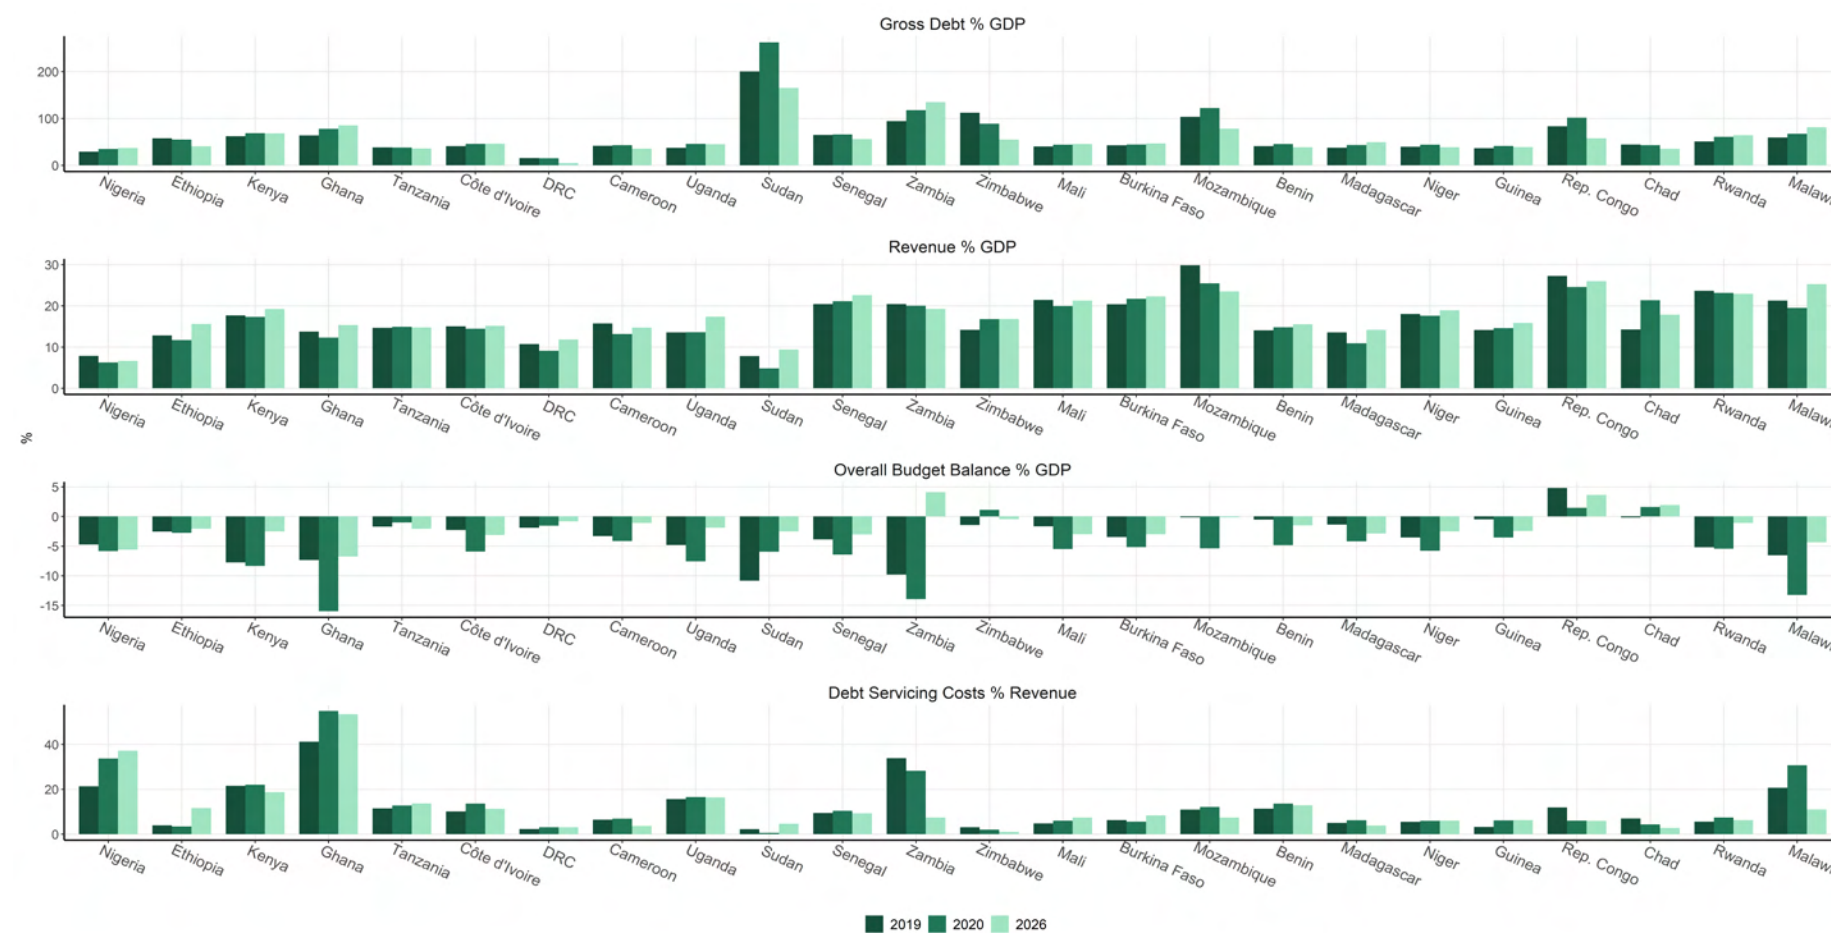 Gross Debt % GDP
200
100
0
Nigeria Ethiopia Kenya Ghana Tanzania Côte d'Ivoire DRC Cameroon Uganda Sudan Senegal Zambia Zimbabwe Mali Burkina Faso Mozambique Benin Madagascar Niger Guinea Rep. Congo Chad Rwanda Malaw
Revenue % GDP
30
20
10
0
Nigeria Ethiopia Kenya Ghana Tanzania Côte d'Ivoire DRC Cameroon Uganda Sudan Senegal Zambia Zimbabwe Mali Burkina Faso Mozambique Benin Madagascar Niger Guinea Rep. Congo Chad Rwanda Malaw
%
Overall Budget Balance % GDP
5
0
-5
-10
-15
Nigeria Ethiopia Kenya Ghana Tanzania Côte d'Ivoire DRC Cameroon Uganda Sudan Senegal Zambia Zimbabwe Mali Burkina Faso Mozambique Benin Madagascar Niger Guinea Rep. Congo Chad Rwanda Malaw
Debt Servicing Costs % Revenue
40
20
0
Nigeria Ethiopia Kenya Ghana Tanzania Côte d'Ivoire DRC Cameroon Uganda Sudan Senegal Zambia Zimbabwe Mali Burkina Faso Mozambique Benin Madagascar Niger Guinea Rep. Congo Chad Rwanda Malaw
2019 2020 2026